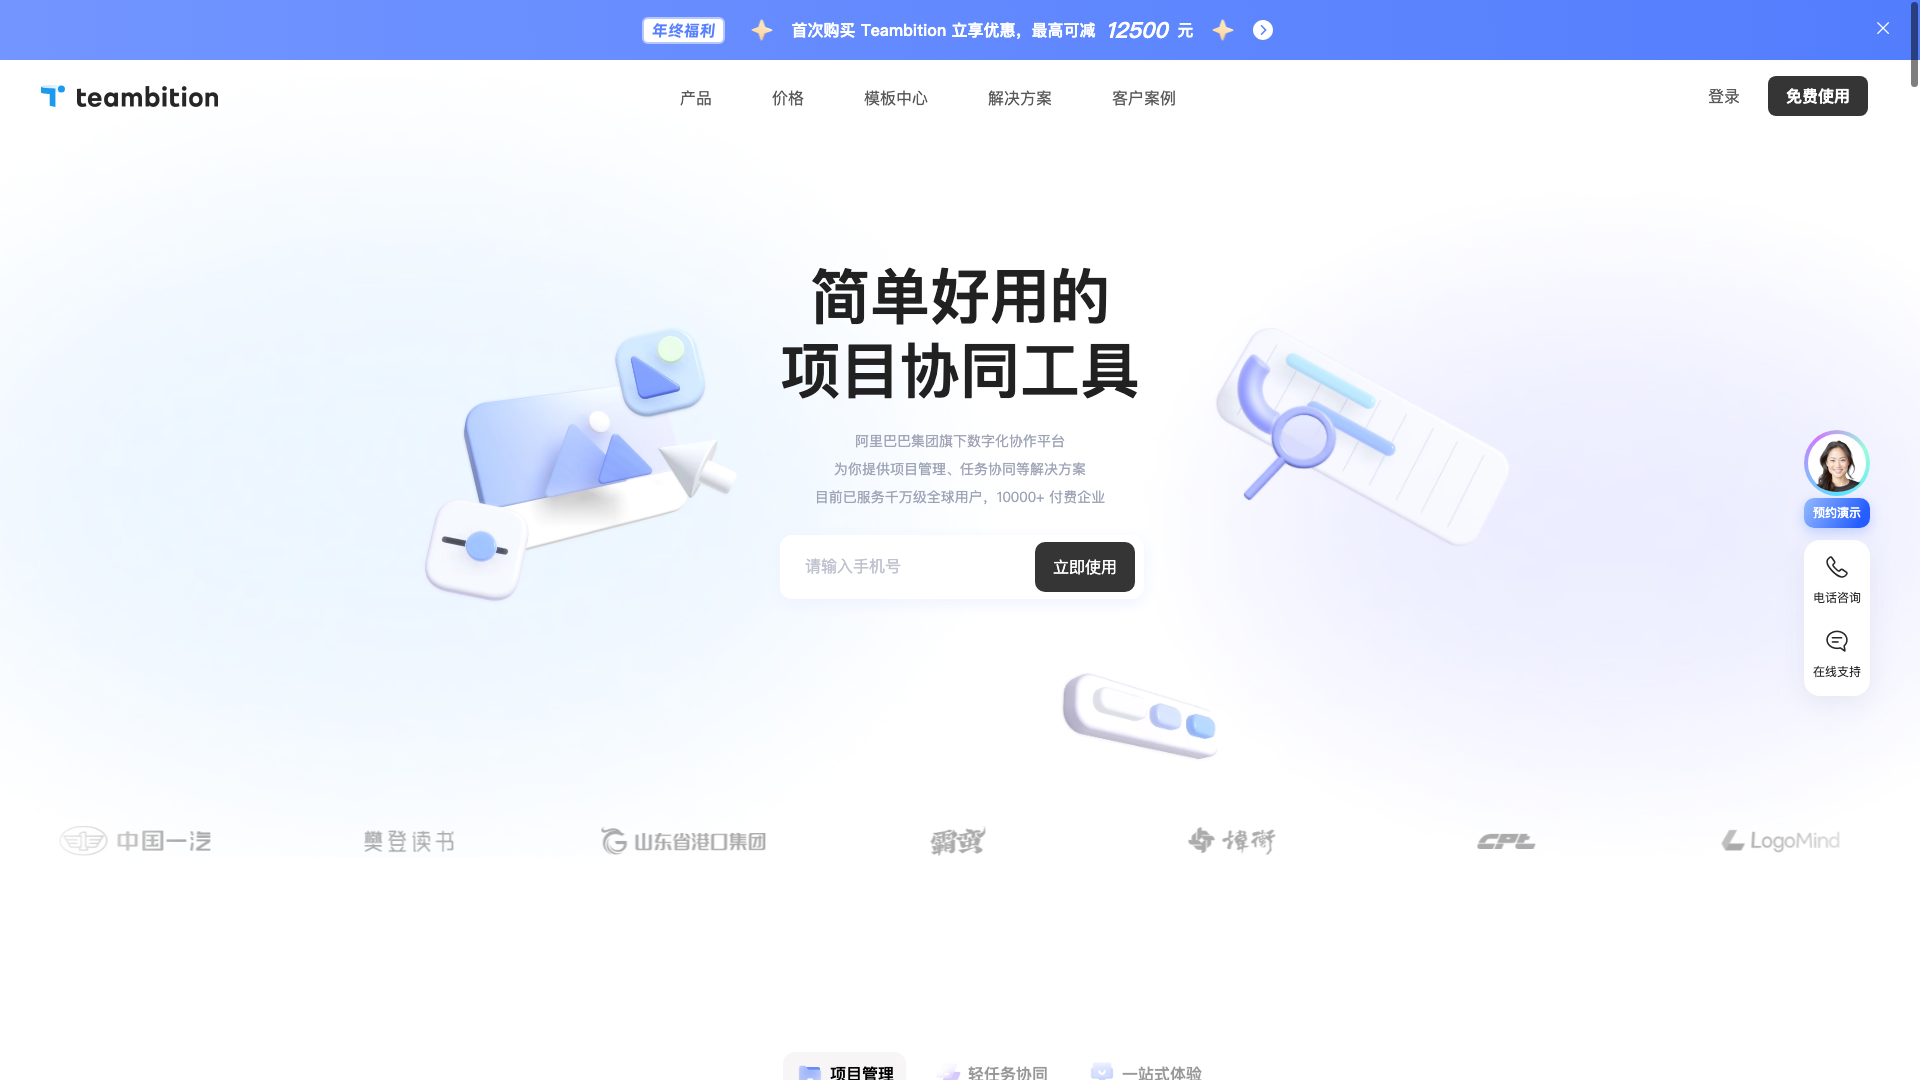 年终福利 首次购买 Teambition 立享优惠，最高可减 12500 元
teambition 产品 价格 模板中心 解决方案 客户案例 登录 免费使用
简单好用的
项目协同工具
阿里巴巴集团旗下数字化协作平台
为你提供项目管理、任务协同等解决方案
目前已服务千万级全球用户，10000+ 付费企业
请输入手机号 立即使用
预约演示
电话咨询
在线支持
中国一汽 樊登读书 山东省港口集团 霸蛮 CPL LogoMind
项目管理 轻任务协同 一站式体验